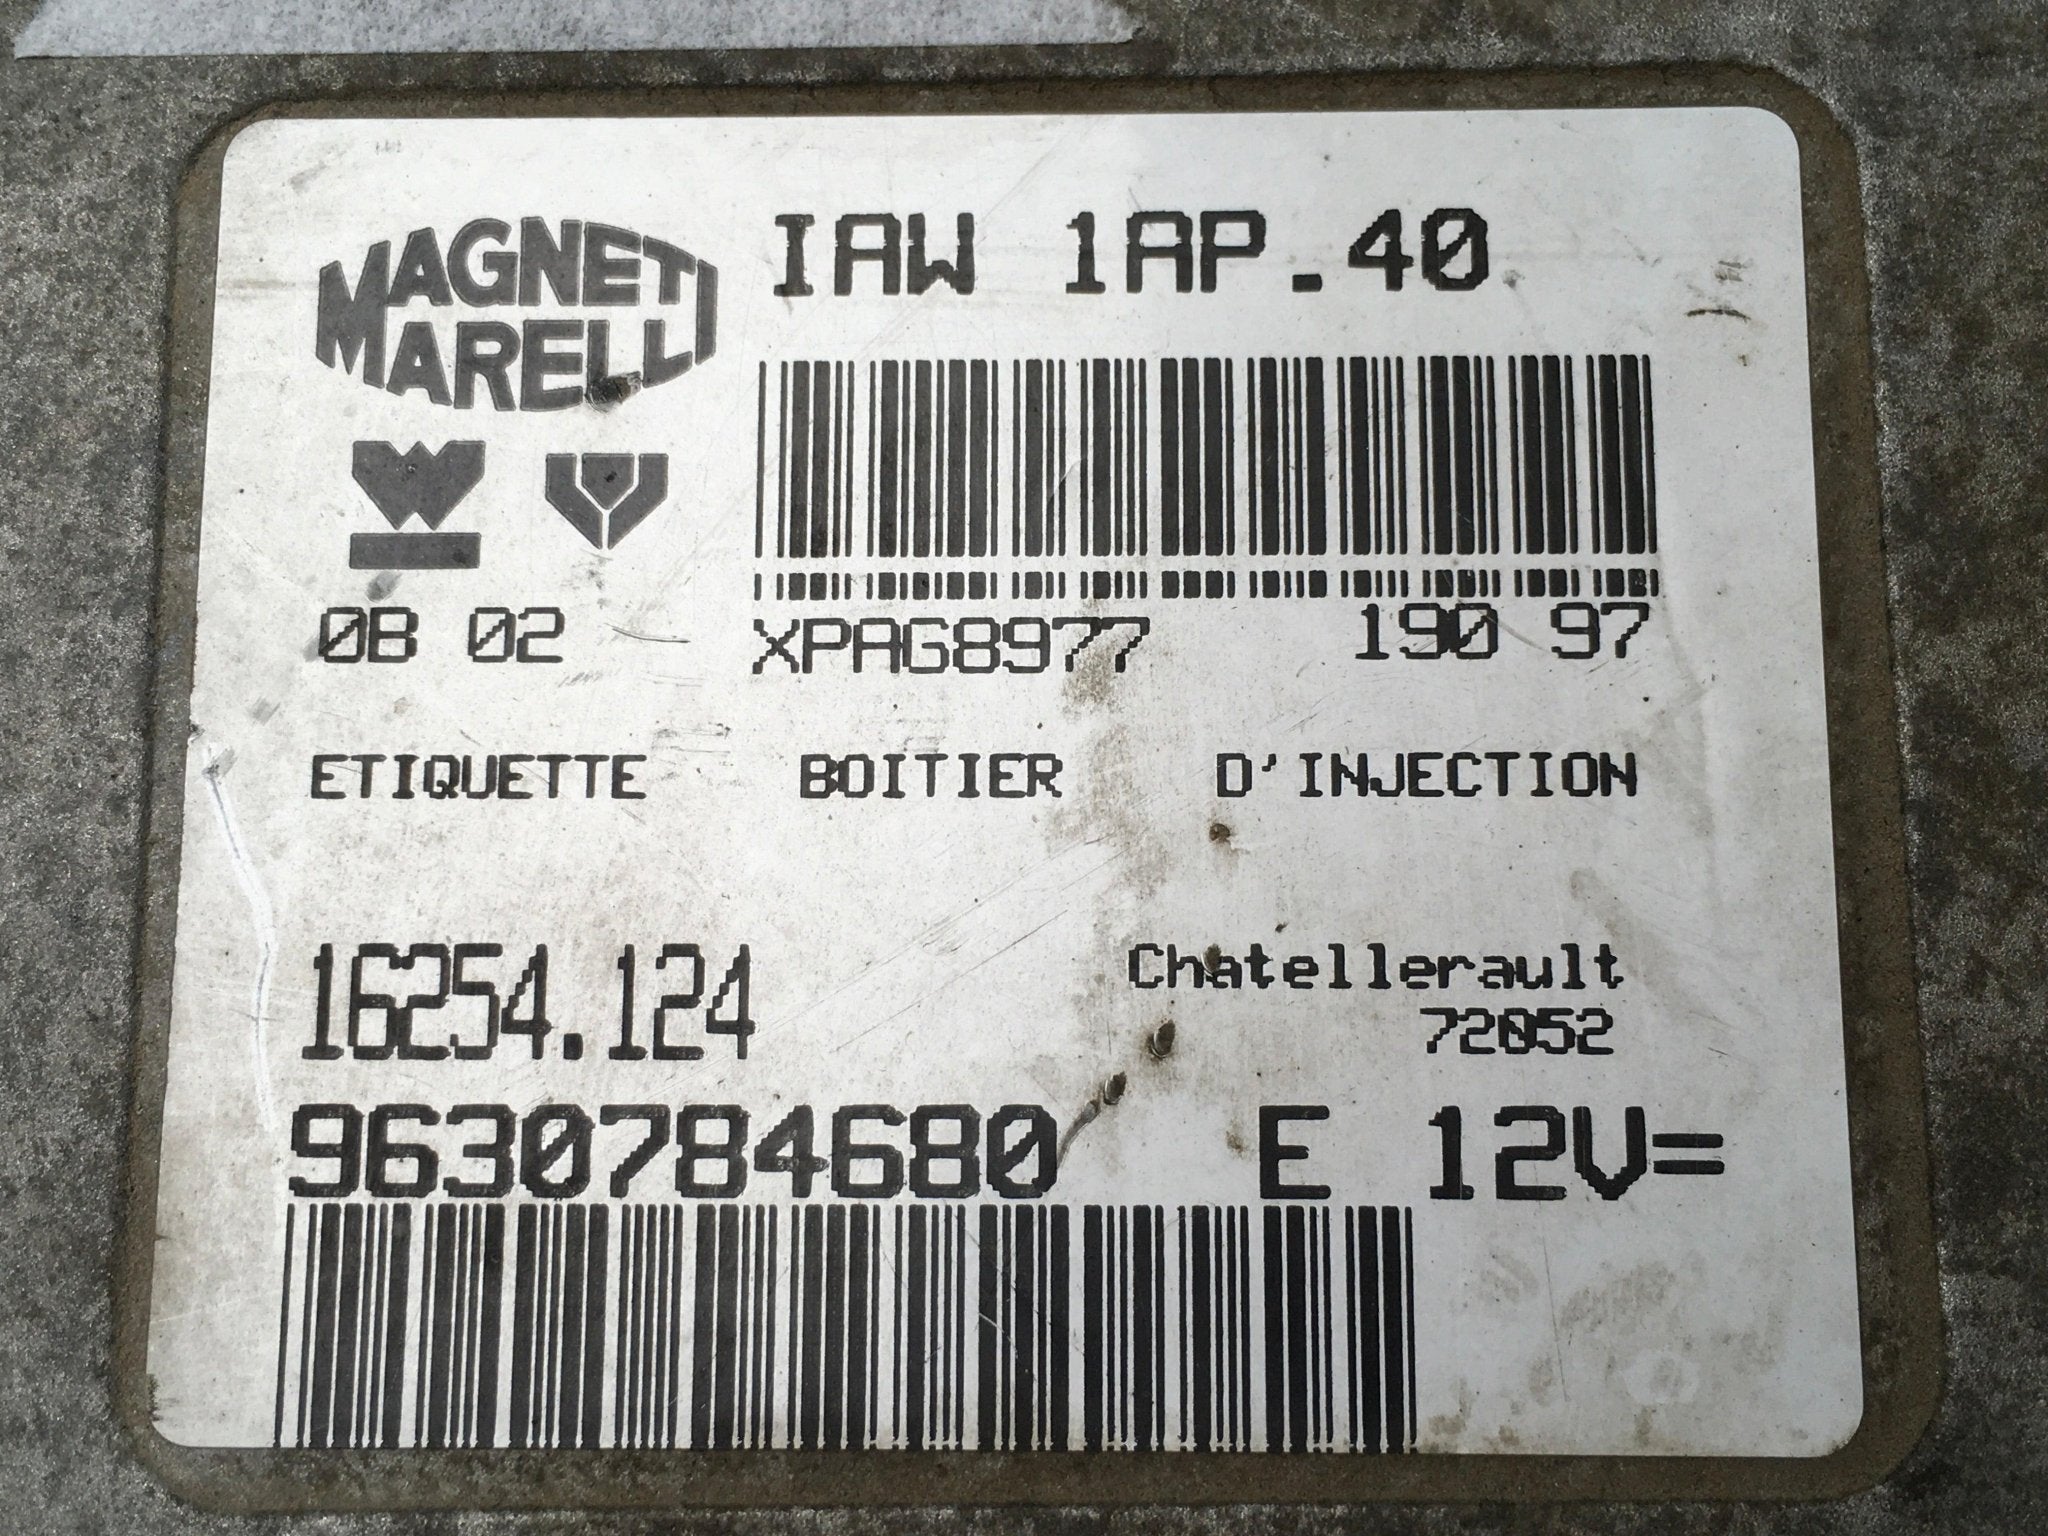 MAGNETI
MARELLI
IAW 1AP.40
0B 02
XPAG8977 190 97
ETIQUETTE BOITIER D'INJECTION
16254.124
Chatellerault
72052
9630784680 E 12V=